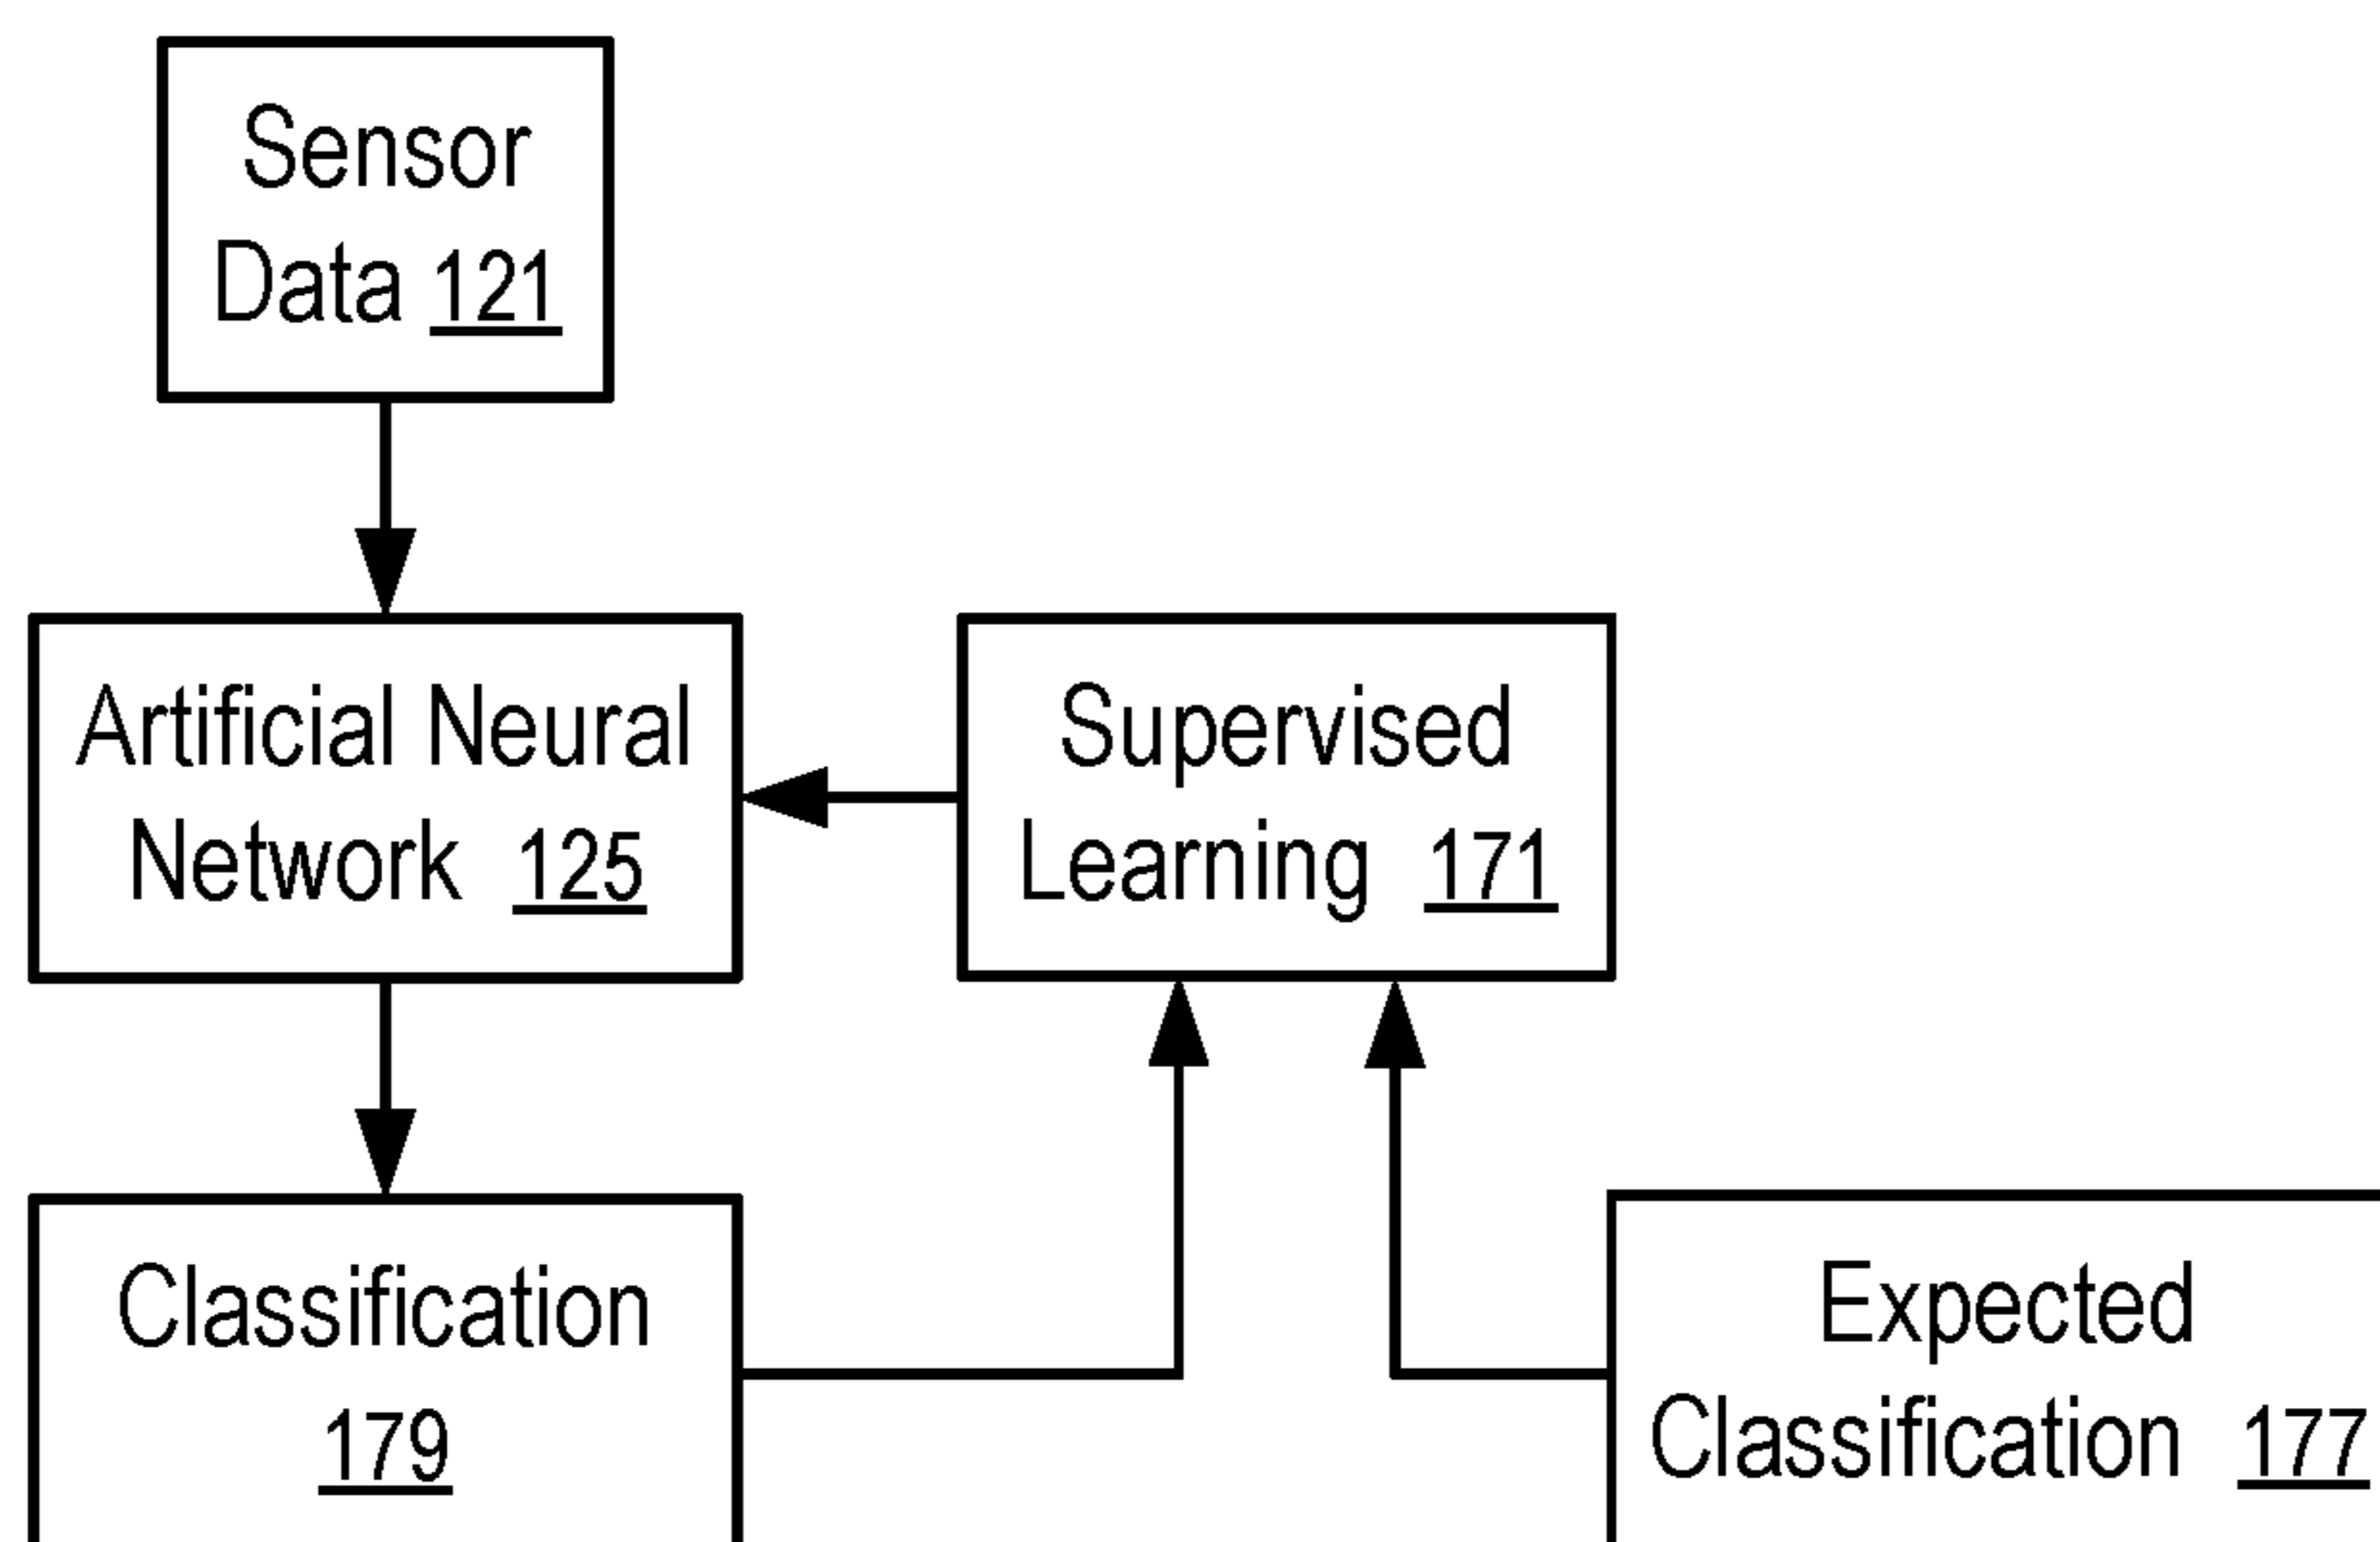 Sensor
Data 121
Artificial Neural
Network 125
Supervised
Learning 171
Classification
179
Expected
Classification 177